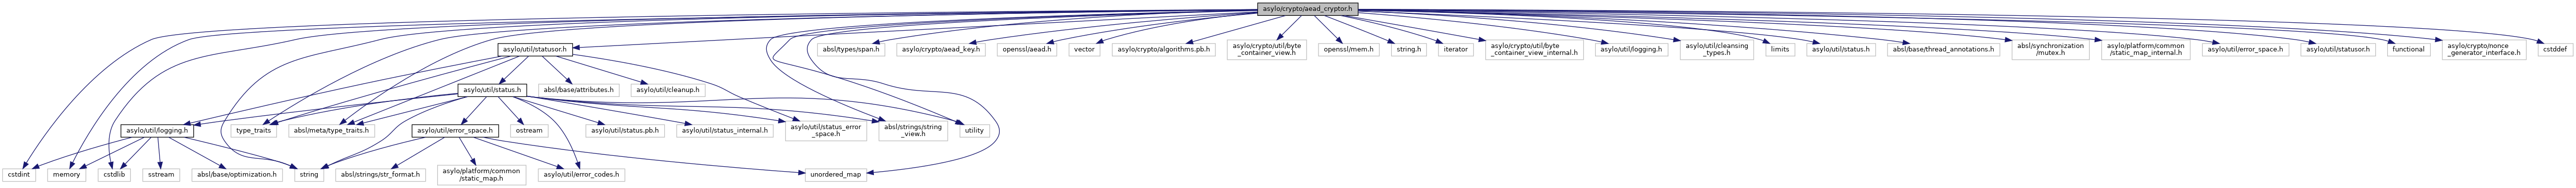 asylo/crypto/aead_cryptor.h
asylo/util/statusor.h
absl/types/span.h
asylo/crypto/aead_key.h
openssl/aead.h
vector
asylo/crypto/algorithms.pb.h
asylo/crypto/util/byte
_container_view.h
openssl/mem.h
string.h
iterator
asylo/crypto/util/byte
_container_view_internal.h
asylo/util/logging.h
asylo/util/cleansing
_types.h
limits
asylo/util/status.h
absl/base/thread_annotations.h
absl/synchronization
/mutex.h
asylo/platform/common
/static_map_internal.h
asylo/util/error_space.h
asylo/util/statusor.h
functional
asylo/crypto/nonce
_generator_interface.h
cstddef
asylo/util/status.h
absl/base/attributes.h
asylo/util/cleanup.h
asylo/util/logging.h
type_traits
absl/meta/type_traits.h
asylo/util/error_space.h
ostream
asylo/util/status.pb.h
asylo/util/status_internal.h
asylo/util/status_error
_space.h
absl/strings/string
_view.h
utility
cstdint
memory
cstdlib
sstream
absl/base/optimization.h
string
absl/strings/str_format.h
asylo/platform/common
/static_map.h
asylo/util/error_codes.h
unordered_map